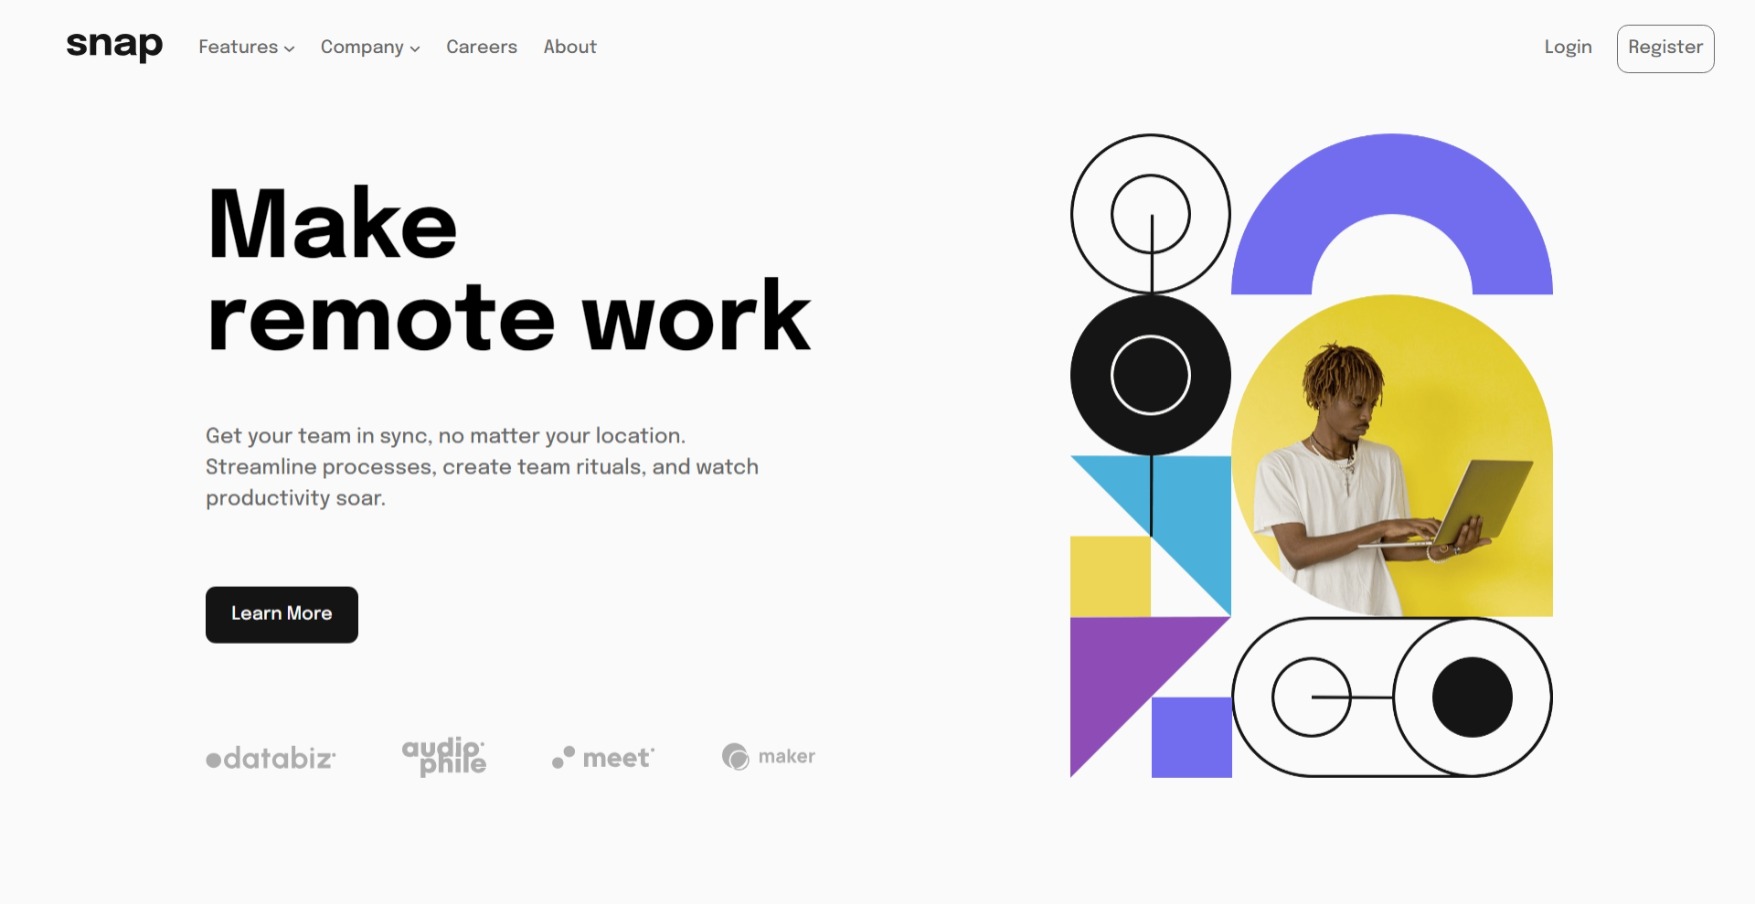 snap Features Company Careers About Login Register
Make
remote work
Get your team in sync, no matter your location.
Streamline processes, create team rituals, and watch
productivity soar.
Learn More
databiz audiophile meet maker